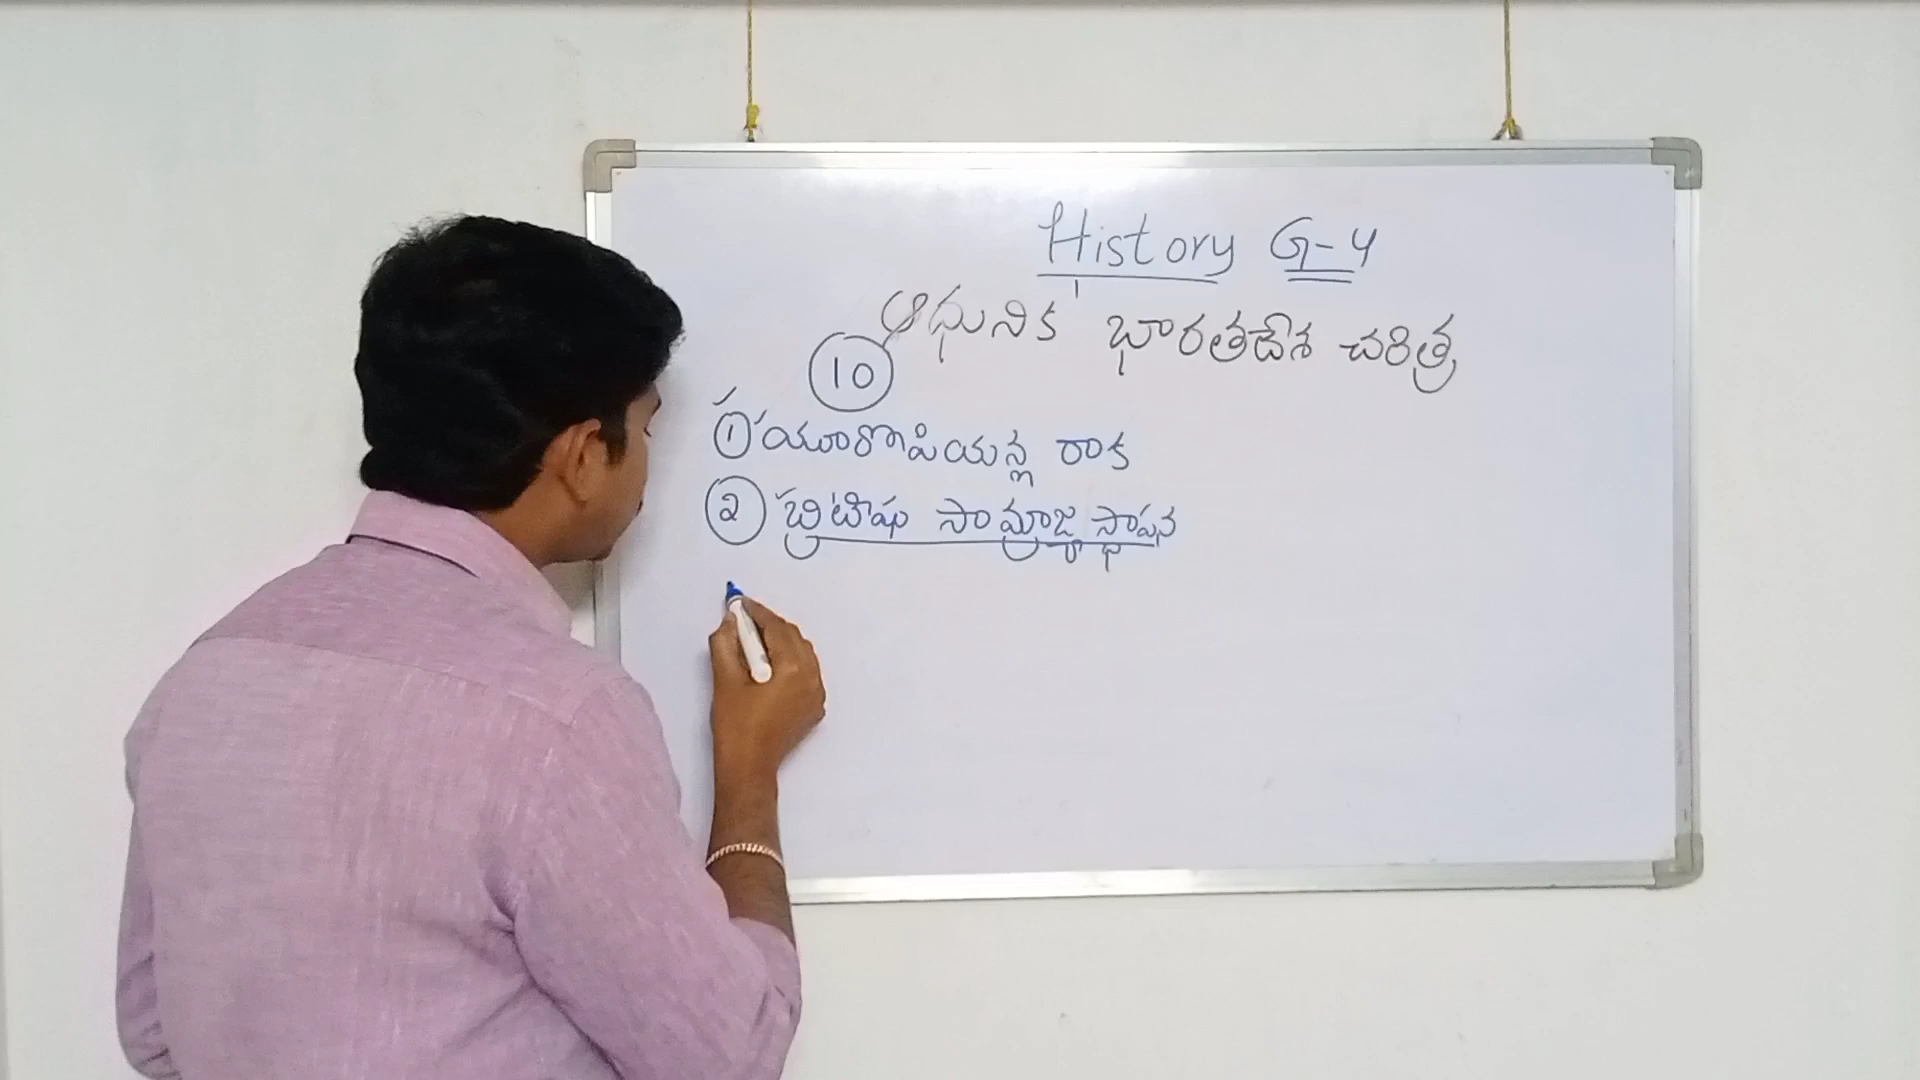 History G-4
ఆధునిక భారతదేశ చరిత్ర
10
1 యూరోపియన్ల రాక
2 బ్రిటిషు సామ్రాజ్య స్థాపన